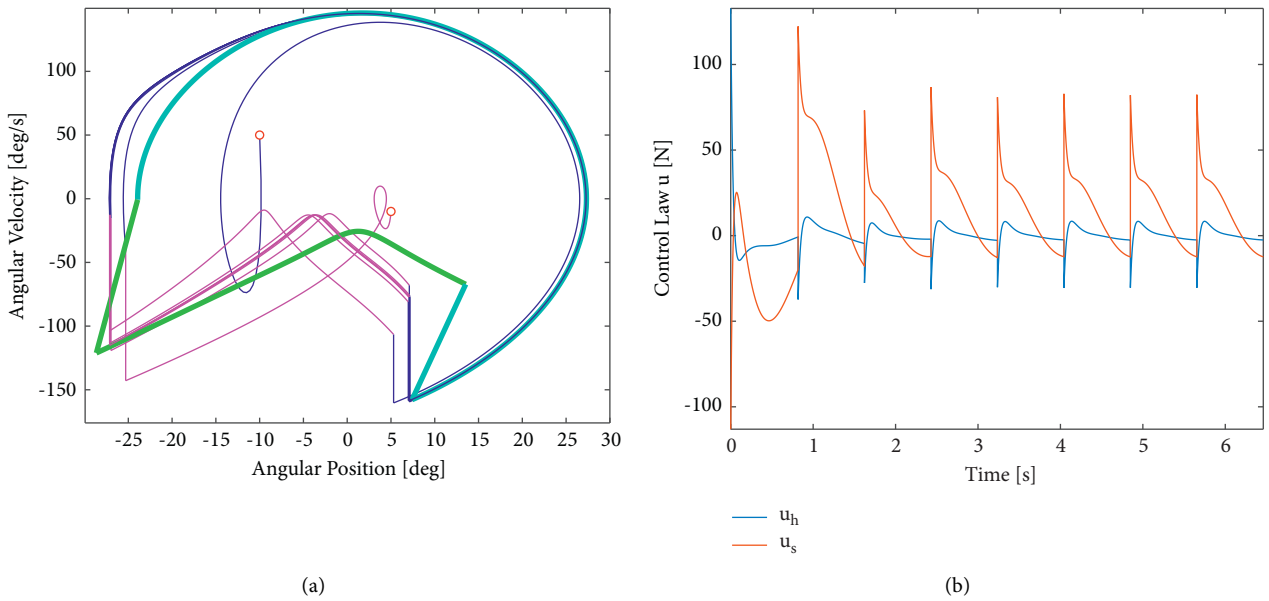 Angular Velocity [deg/s]
100
50
0
-50
-100
-150
-25 -20 -15 -10 -5 0 5 10 15 20 25 30
Angular Position [deg]
(a)
Control Law u [N]
100
50
0
-50
-100
0 1 2 3 4 5 6
Time [s]
u_h
u_s
(b)